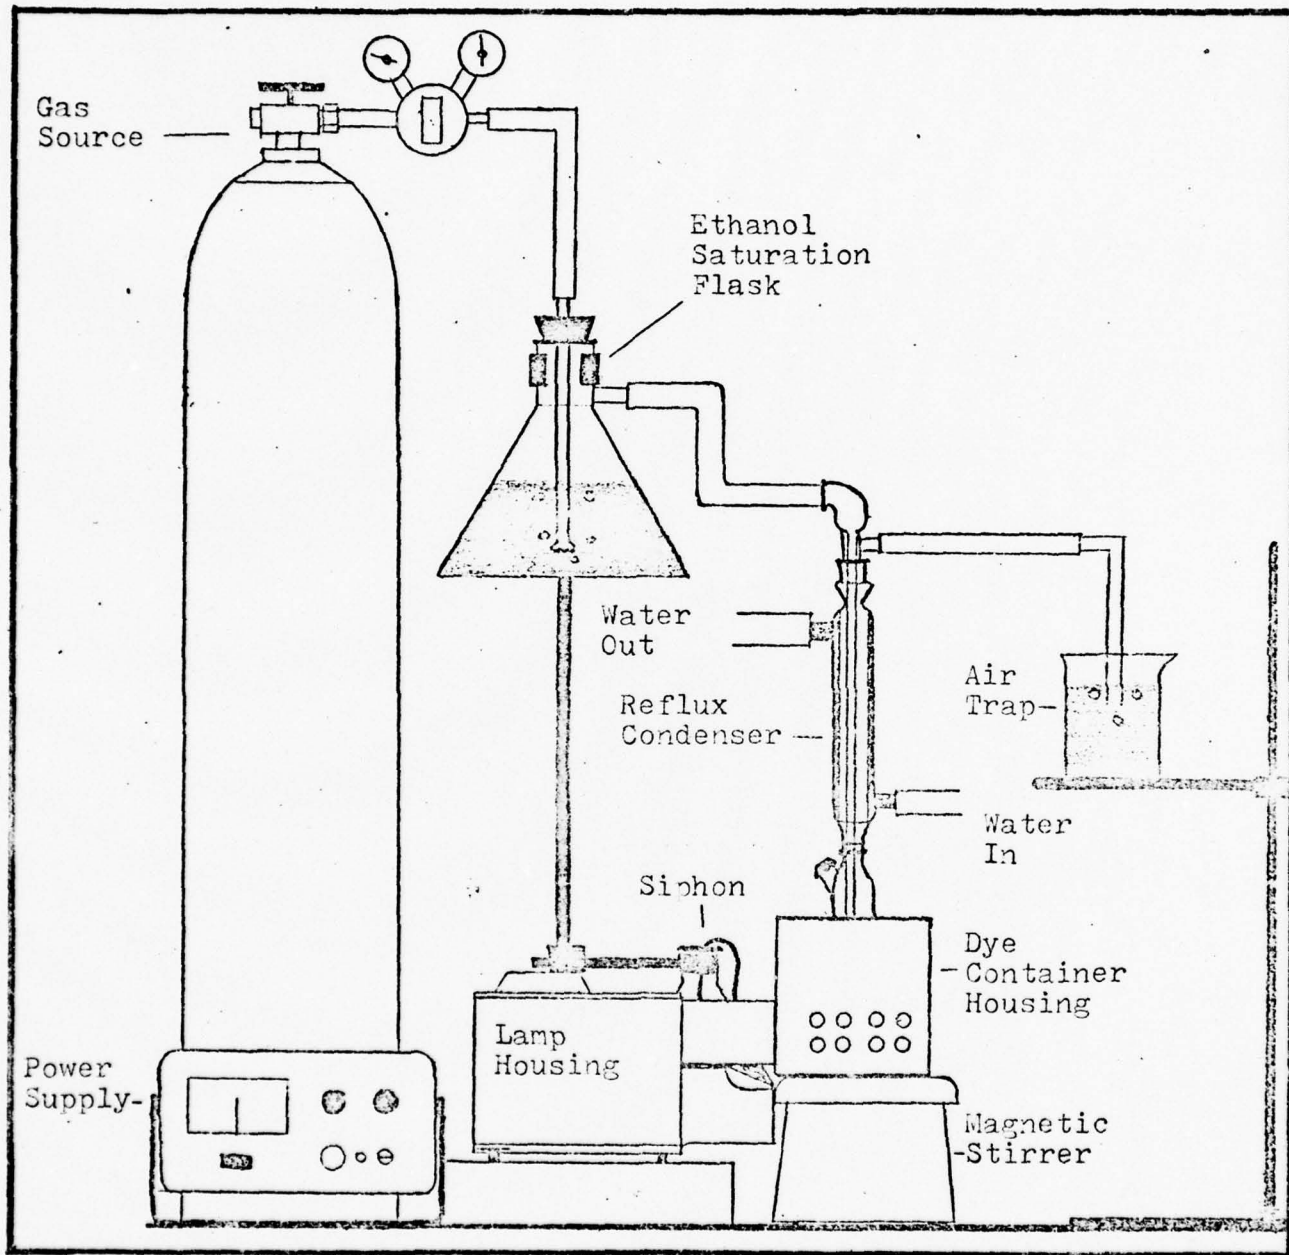 Gas
Source
Ethanol
Saturation
Flask
Water
Out
Reflux
Condenser
Air
Trap
Water
In
Siphon
Dye
Container
Housing
Lamp
Housing
Power
Supply
Magnetic
Stirrer